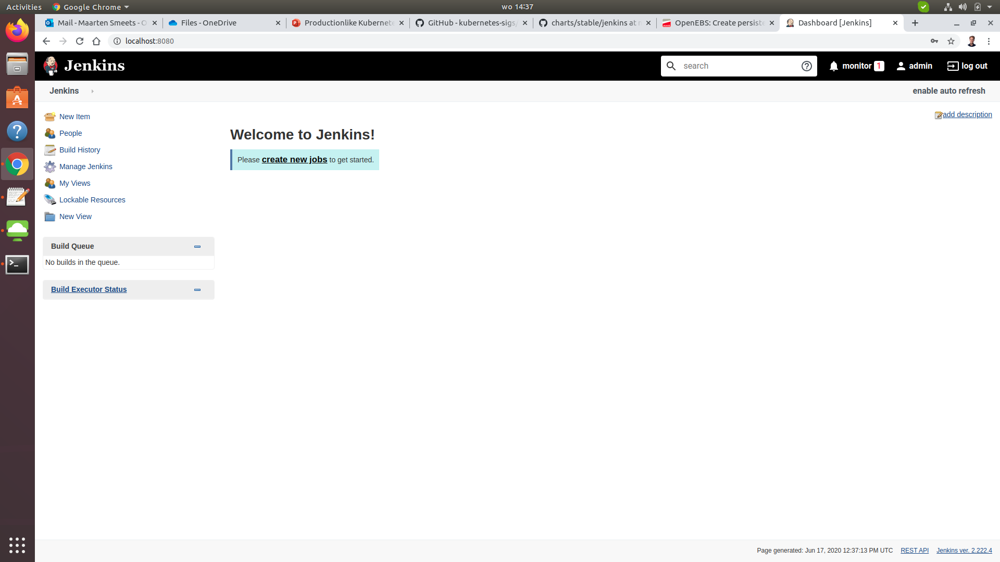 Activities Google Chrome wo 14:37
Mail - Maarten Smeets - O Files - OneDrive Productionlike Kubernete GitHub - kubernetes-sigs/ charts/stable/jenkins at OpenEBS: Create persiste Dashboard [Jenkins]
localhost:8080
Jenkins search monitor 1 admin log out
Jenkins enable auto refresh
add description
New Item
People
Build History
Manage Jenkins
My Views
Lockable Resources
New View
Welcome to Jenkins!
Please create new jobs to get started.
Build Queue
No builds in the queue.
Build Executor Status
Page generated: Jun 17, 2020 12:37:13 PM UTC REST API Jenkins ver. 2.222.4